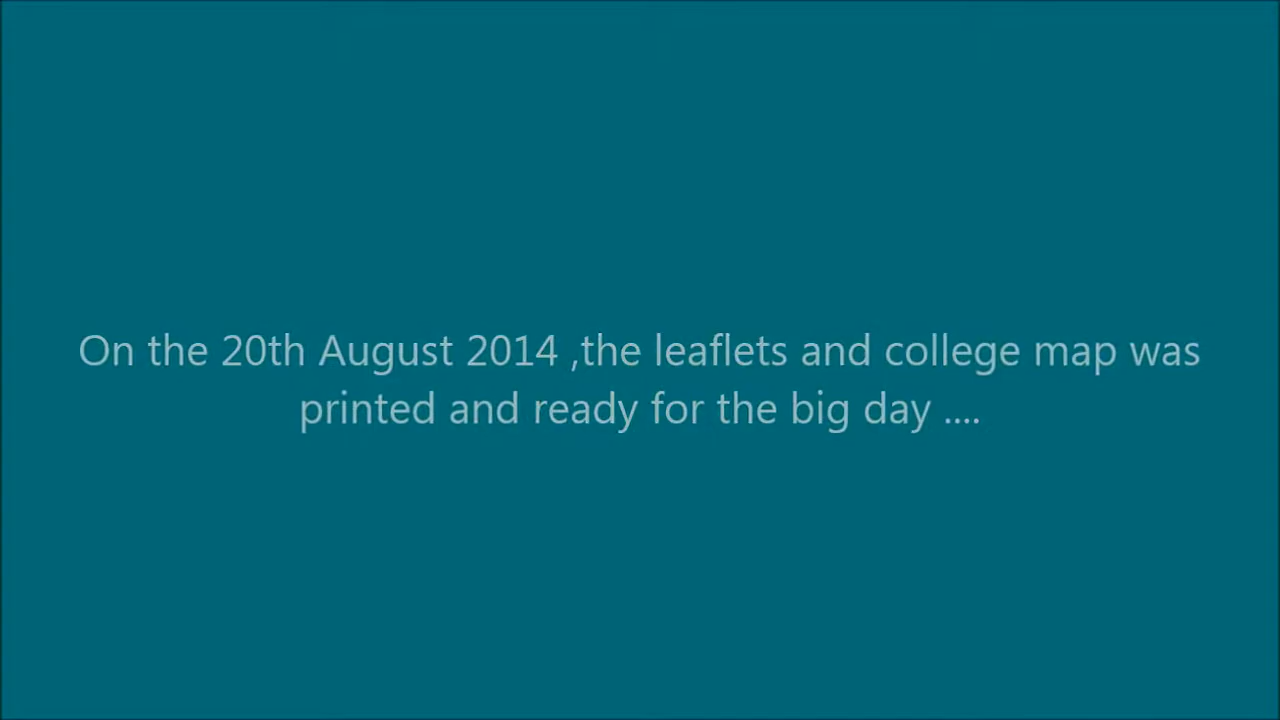 On the 20th August 2014 ,the leaflets and college map was
printed and ready for the big day ....